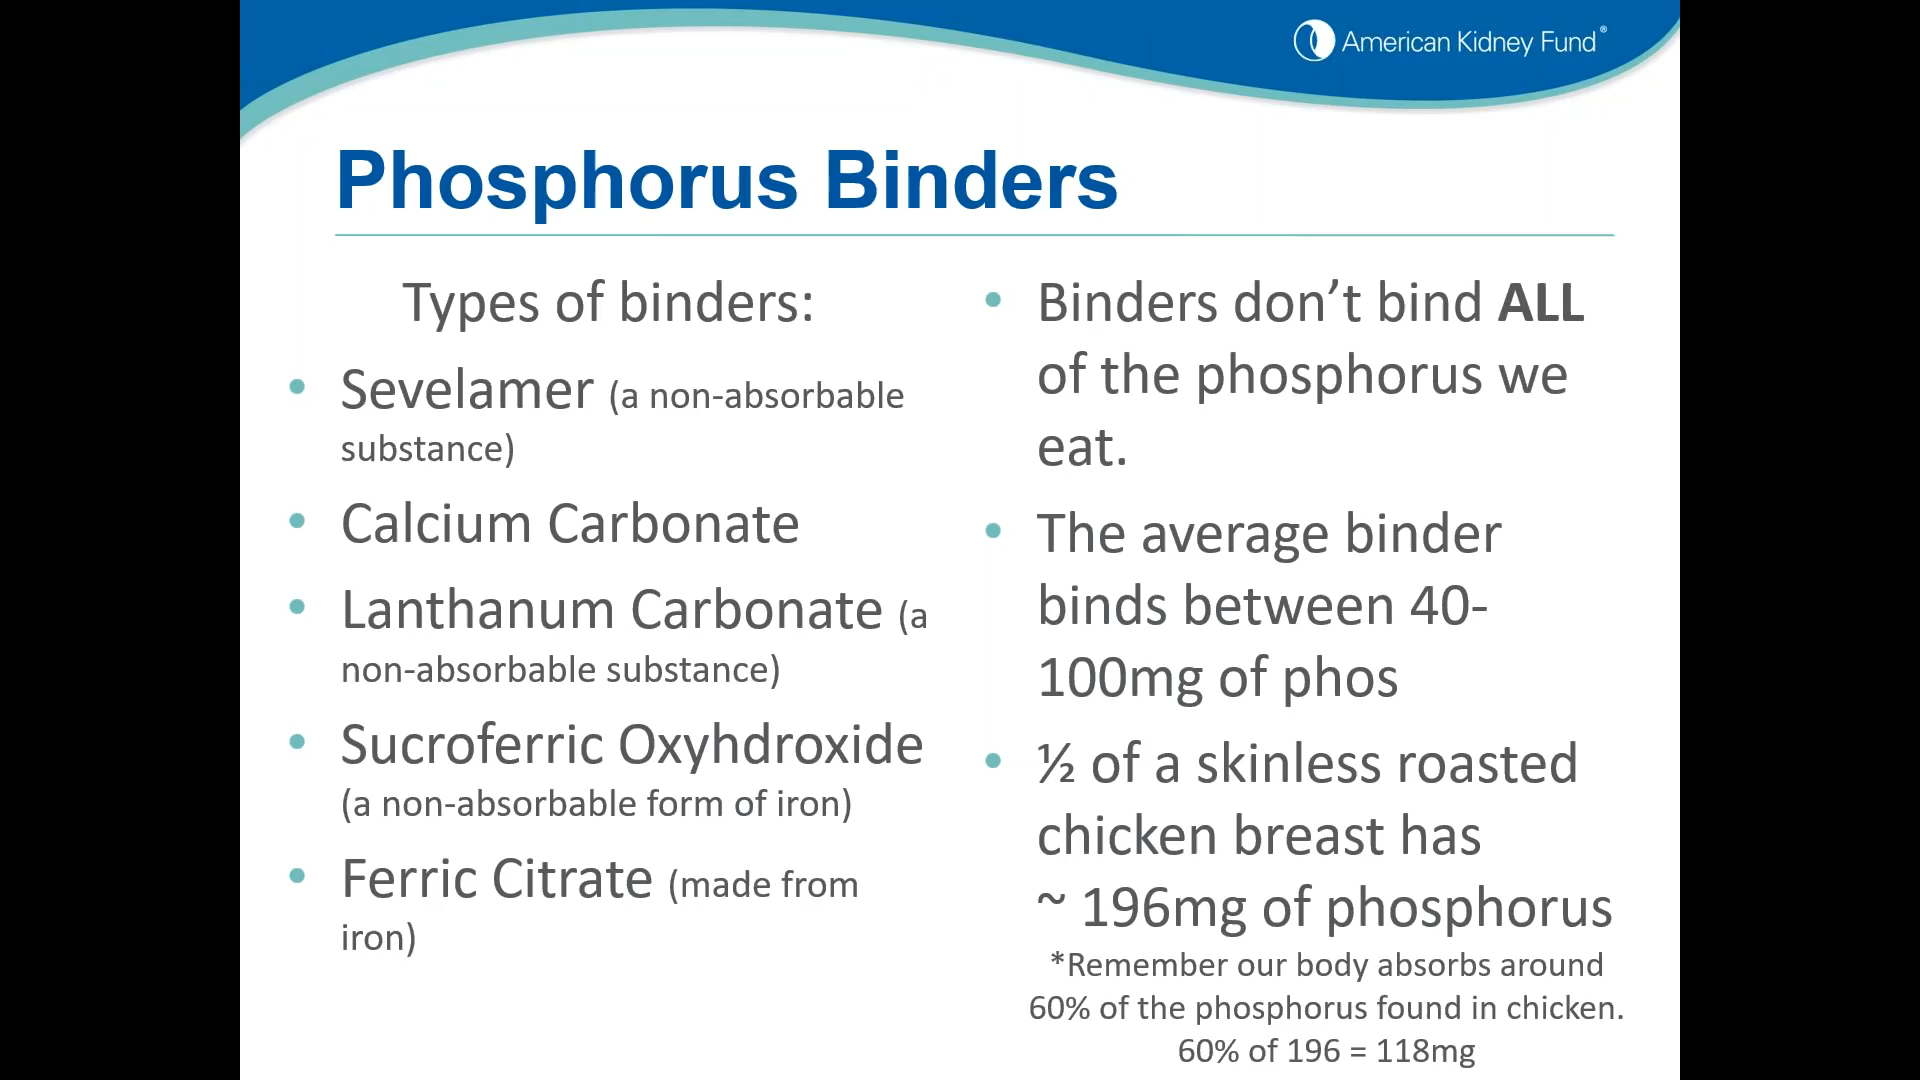 American Kidney Fund®
Phosphorus Binders
Types of binders:
• Sevelamer (a non-absorbable
substance)
• Calcium Carbonate
• Lanthanum Carbonate (a
non-absorbable substance)
• Sucroferric Oxyhdroxide
(a non-absorbable form of iron)
• Ferric Citrate (made from
iron)
• Binders don’t bind ALL
of the phosphorus we
eat.
• The average binder
binds between 40-
100mg of phos
• ½ of a skinless roasted
chicken breast has
~ 196mg of phosphorus
*Remember our body absorbs around
60% of the phosphorus found in chicken.
60% of 196 = 118mg